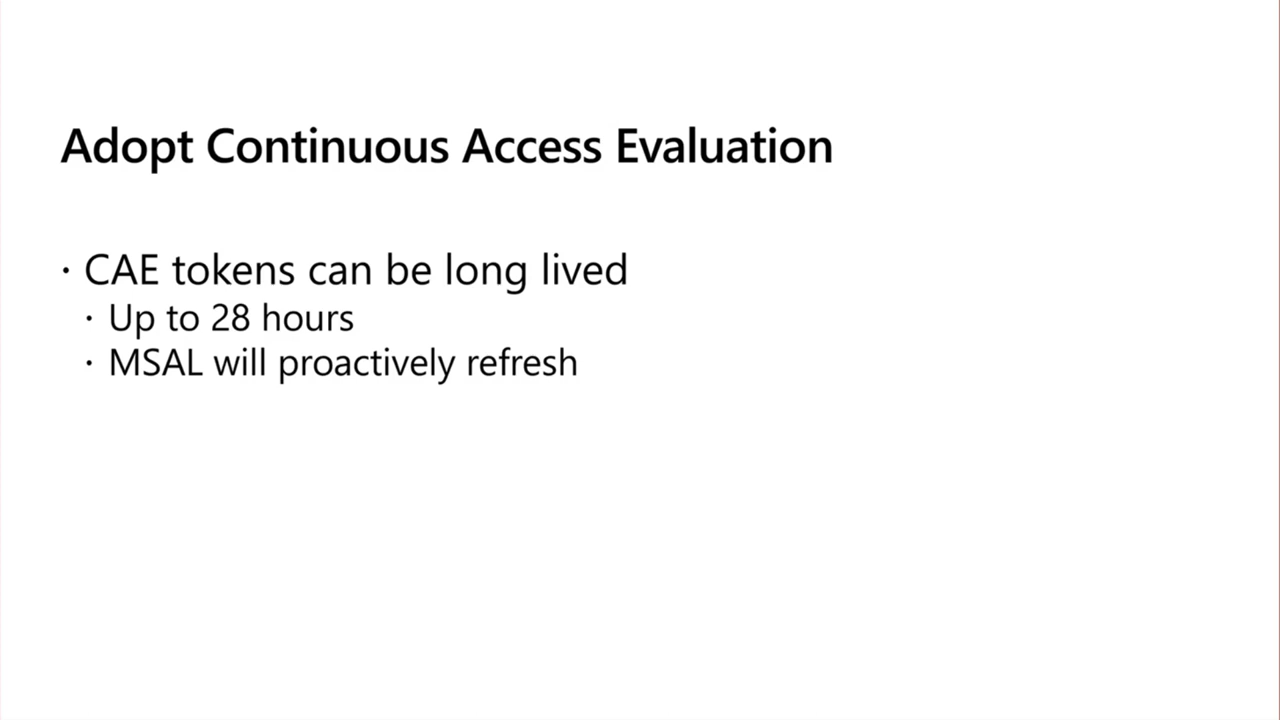 Adopt Continuous Access Evaluation
· CAE tokens can be long lived
· Up to 28 hours
· MSAL will proactively refresh